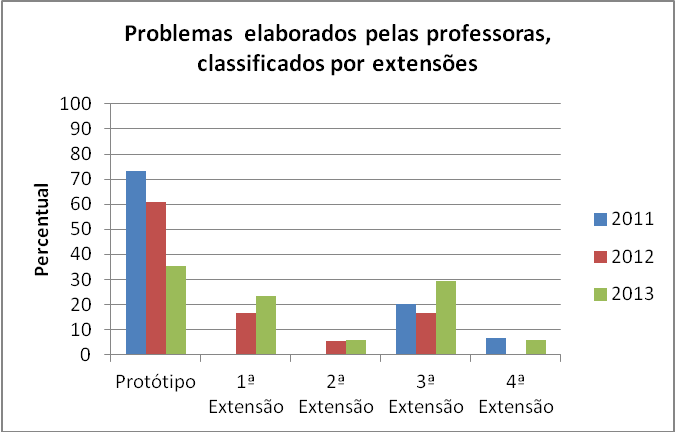 Problemas elaborados pelas professoras,
classificados por extensões
Percentual
100
90
80
70
60
50
40
30
20
10
0
Protótipo
1ª
Extensão
2ª
Extensão
3ª
Extensão
4ª
Extensão
2011
2012
2013